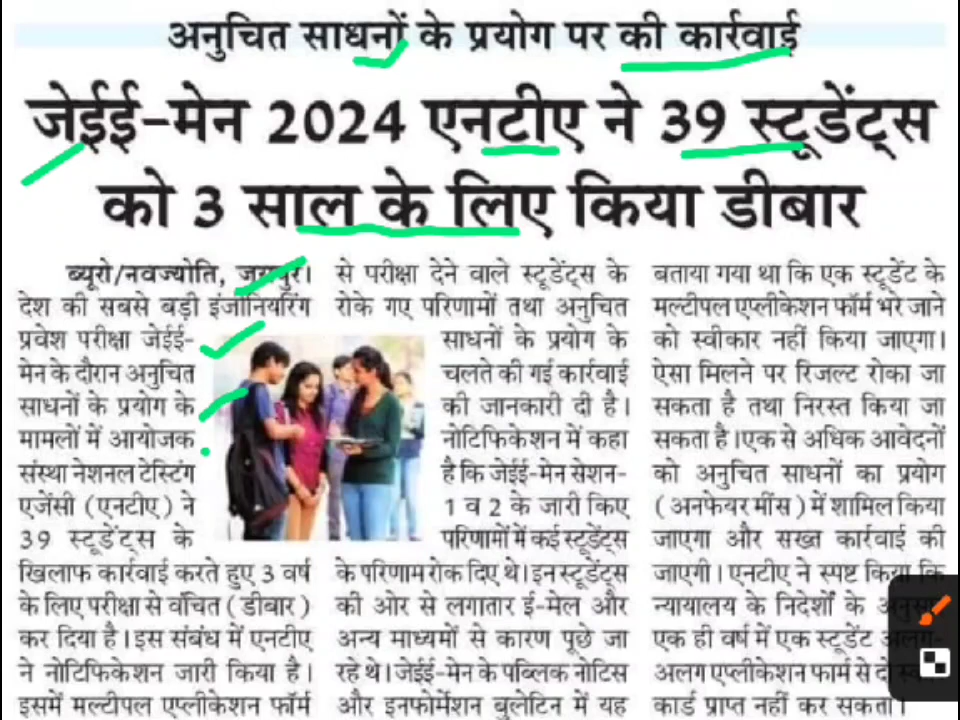 अनुचित साधनों के प्रयोग पर की कार्रवाई
जेईई-मेन 2024 एनटीए ने 39 स्टूडेंट्स
को 3 साल के लिए किया डीबार
ब्यूरो/नवज्योति, जयपुर।
देश की सबसे बड़ी इंजीनियरिंग
प्रवेश परीक्षा जेईई-
मेन के दौरान अनुचित
साधनों के प्रयोग के
मामलों में आयोजक
संस्था नेशनल टेस्टिंग
एजेंसी (एनटीए) ने
39 स्टूडेंट्स के
खिलाफ कार्रवाई करते हुए 3 वर्ष
के लिए परीक्षा से वंचित (डीबार)
कर दिया है। इस संबंध में एनटीए
ने नोटिफिकेशन जारी किया है।
इसमें मल्टीपल एप्लीकेशन फॉर्म
से परीक्षा देने वाले स्टूडेंट्स के
रोके गए परिणामों तथा अनुचित
साधनों के प्रयोग के
चलते की गई कार्रवाई
की जानकारी दी है।
नोटिफिकेशन में कहा
है कि जेईई-मेन सेशन-
1 व 2 के जारी किए
परिणामों में कई स्टूडेंट्स
के परिणाम रोक दिए थे। इन स्टूडेंट्स
की ओर से लगातार ई-मेल और
अन्य माध्यमों से कारण पूछे जा
रहे थे। जेईई-मेन के पब्लिक नोटिस
और इनफोर्मेशन बुलेटिन में यह
बताया गया था कि एक स्टूडेंट के
मल्टीपल एप्लीकेशन फॉर्म भरे जाने
को स्वीकार नहीं किया जाएगा।
ऐसा मिलने पर रिजल्ट रोका जा
सकता है तथा निरस्त किया जा
सकता है। एक से अधिक आवेदनों
को अनुचित साधनों का प्रयोग
(अनफेयर मींस) में शामिल किया
जाएगा और सख्त कार्रवाई की
जाएगी। एनटीए ने स्पष्ट किया कि
न्यायालय के निदेशों के अनुसार
एक ही वर्ष में एक स्टूडेंट अलग-
अलग एप्लीकेशन फार्म से दो
कार्ड प्राप्त नहीं कर सकता।